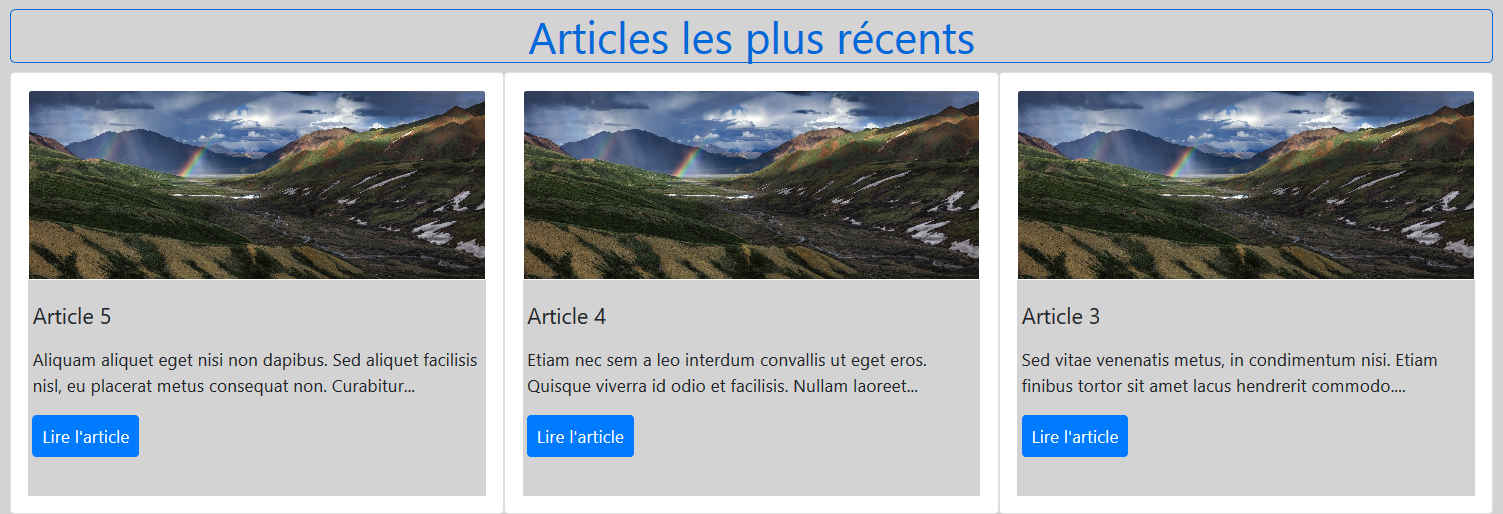 Articles les plus récents
Article 5
Aliquam aliquet eget nisi non dapibus. Sed aliquet facilisis
nisl, eu placerat metus consequat non. Curabitur...
Lire l'article
Article 4
Etiam nec sem a leo interdum convallis ut eget eros.
Quisque viverra id odio et facilisis. Nullam laoreet...
Lire l'article
Article 3
Sed vitae venenatis metus, in condimentum nisi. Etiam
finibus tortor sit amet lacus hendrerit commodo....
Lire l'article